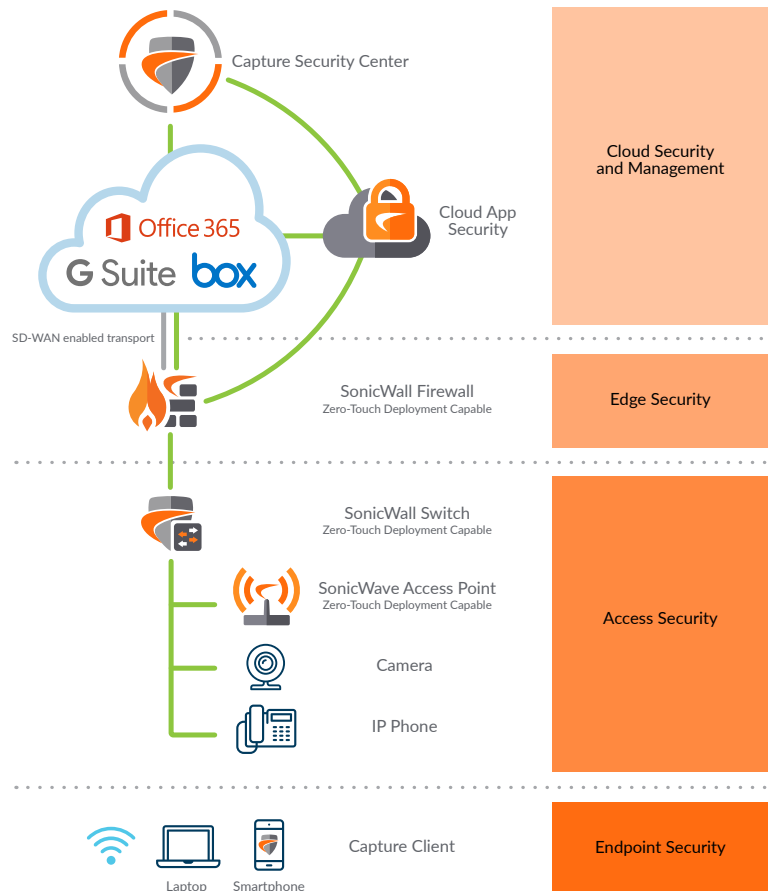 Capture Security Center
Cloud Security
and Management
Office 365
G Suite box
Cloud App
Security
SD-WAN enabled transport
SonicWall Firewall
Zero-Touch Deployment Capable
Edge Security
SonicWall Switch
Zero-Touch Deployment Capable
SonicWave Access Point
Zero-Touch Deployment Capable
Access Security
Camera
IP Phone
Capture Client
Endpoint Security
Laptop
Smartphone